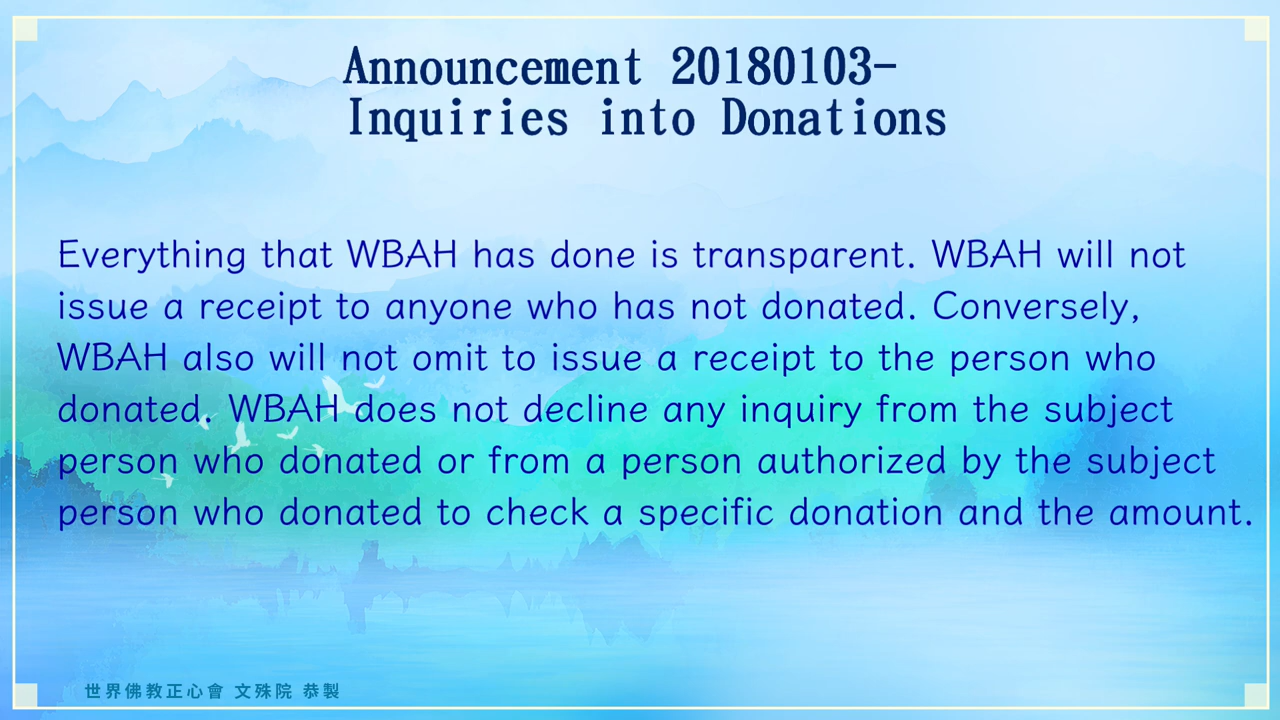 Announcement 20180103-
Inquiries into Donations
Everything that WBAH has done is transparent. WBAH will not
issue a receipt to anyone who has not donated. Conversely,
WBAH also will not omit to issue a receipt to the person who
donated. WBAH does not decline any inquiry from the subject
person who donated or from a person authorized by the subject
person who donated to check a specific donation and the amount.
世界佛教正心會 文殊院 恭製